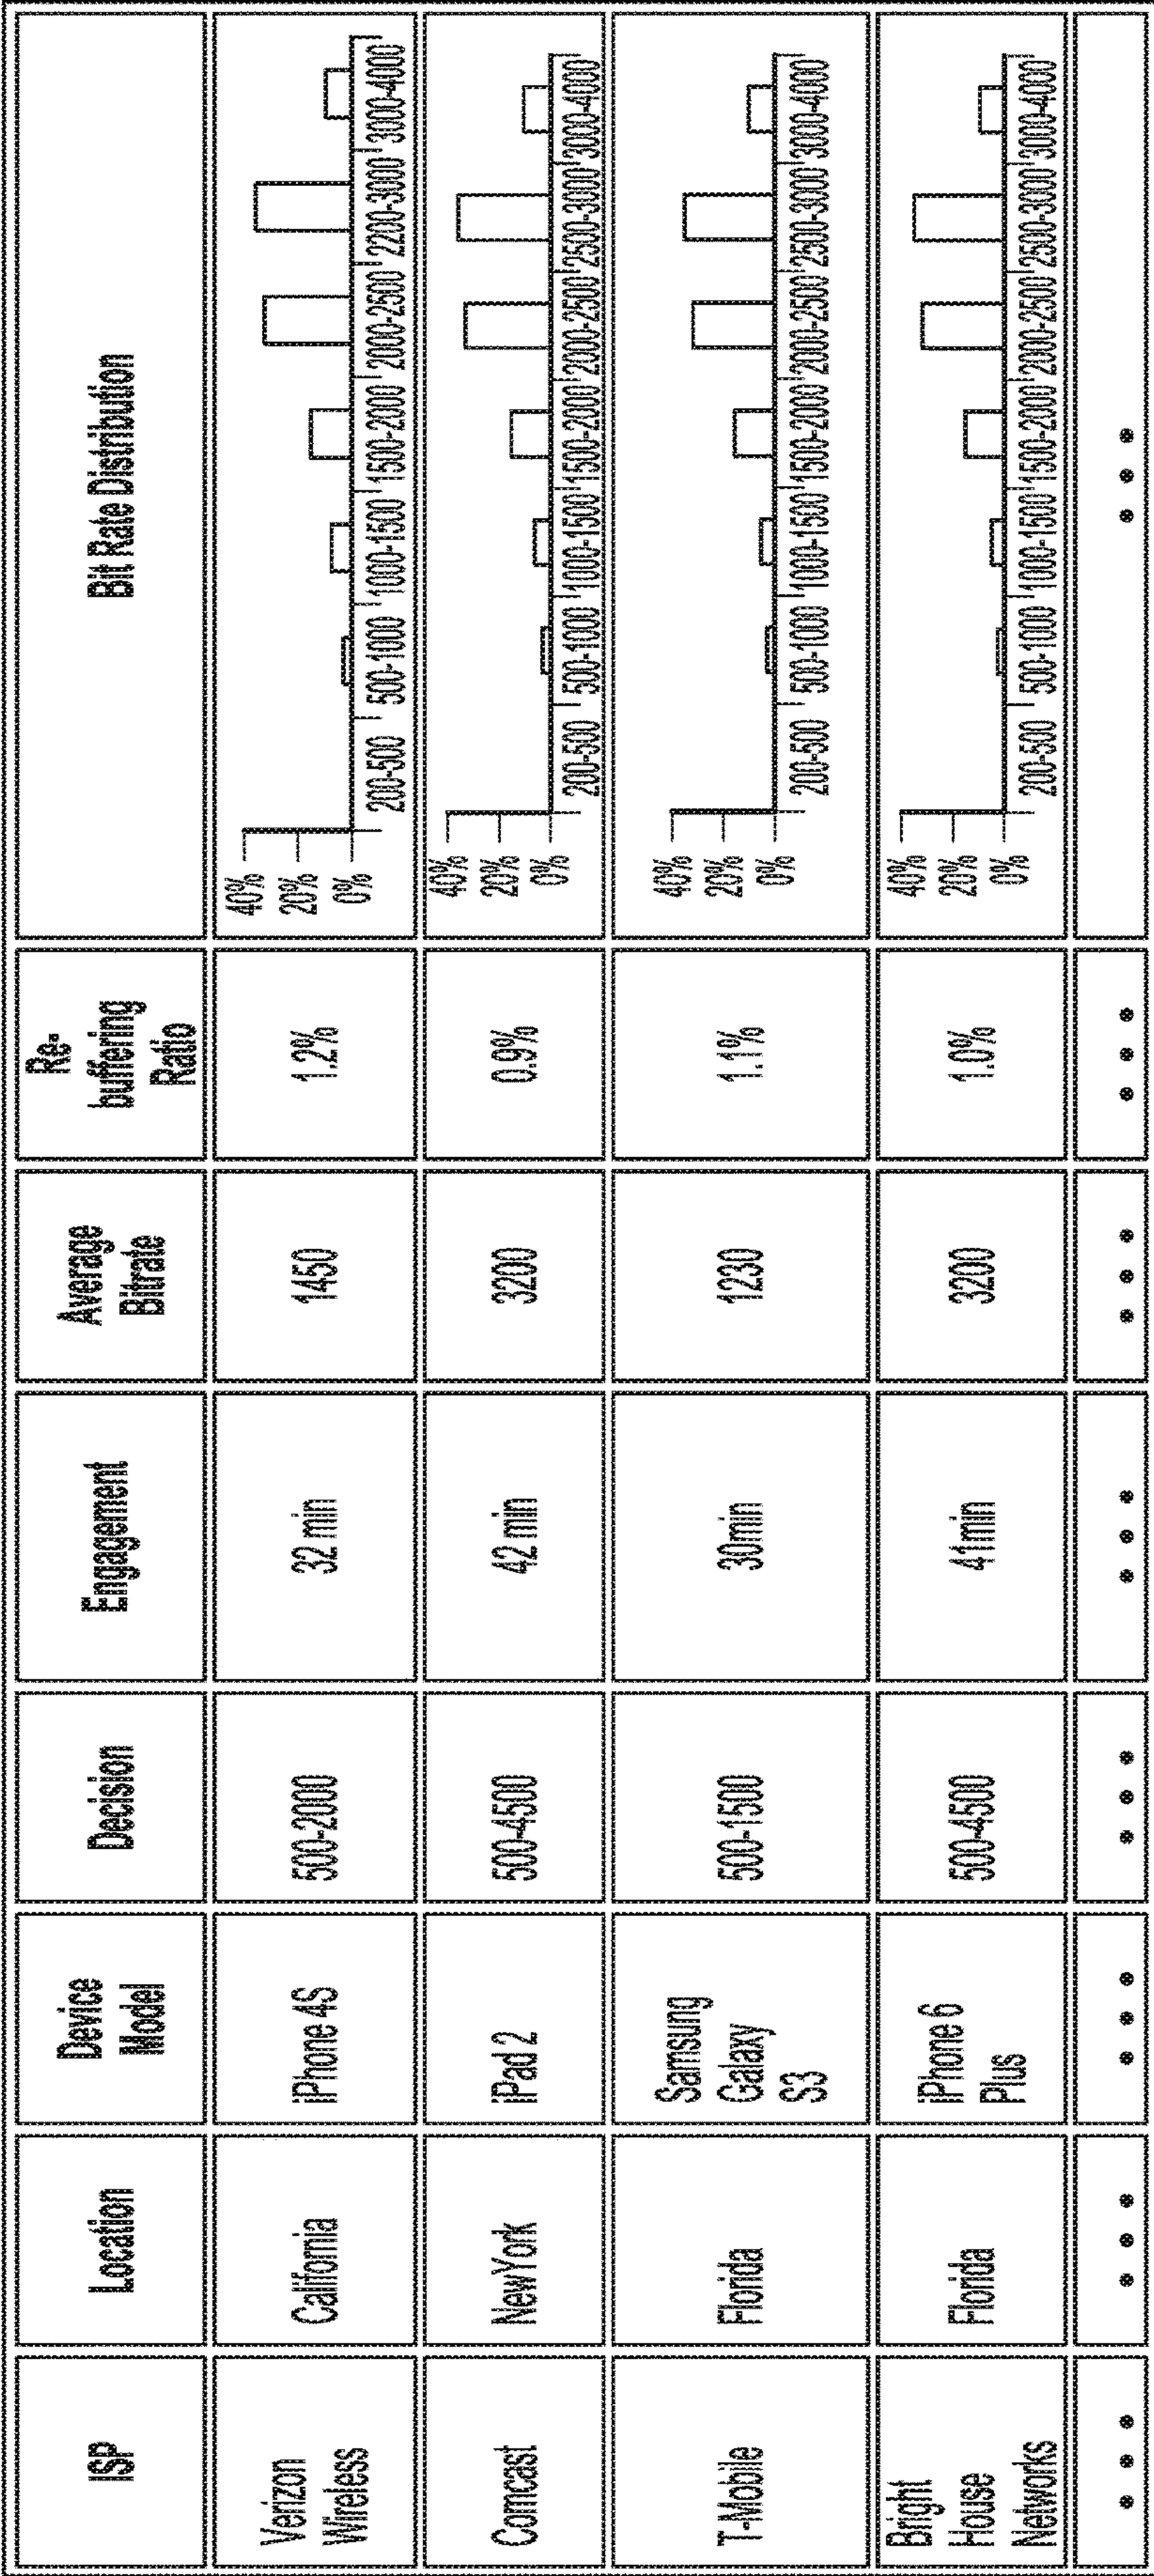 ISP
Location
Device
Model
Decision
Engagement
Average
Bitrate
Re-
buffering
Ratio
Bit Rate Distribution
Verizon
Wireless
California
iPhone 4S
500-2000
32 min
1450
1.2%
40%
20%
0%
200-500 500-1000 1000-1500 1500-2000 2000-2500 2200-3000 3000-4000
Comcast
NewYork
iPad 2
500-4500
42 min
3200
0.9%
40%
20%
0%
200-500 500-1000 1000-1500 1500-2000 2000-2500 2500-3000 3000-4000
T-Mobile
Florida
Samsung
Galaxy
S3
500-1500
30min
1230
1.1%
40%
20%
0%
200-500 500-1000 1000-1500 1500-2000 2000-2500 2500-3000 3000-4000
Bright
House
Networks
Florida
iPhone 6
Plus
500-4500
41min
3200
1.0%
40%
20%
0%
200-500 500-1000 1000-1500 1500-2000 2000-2500 2500-3000 3000-4000